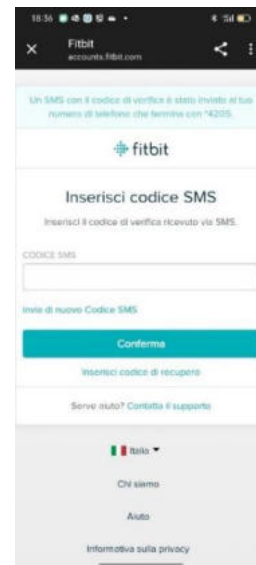 18:36
Fitbit
accounts.fitbit.com
Un SMS con il codice di verifica è stato inviato al tuo
numero di telefono che termina con *4205.
fitbit
Inserisci codice SMS
Inserisci il codice di verifica ricevuto via SMS.
CODICE SMS
Invia di nuovo Codice SMS
Conferma
Inserisci codice di recupero
Serve aiuto? Contatta il supporto
Italia
Chi siamo
Aiuto
Informativa sulla privacy